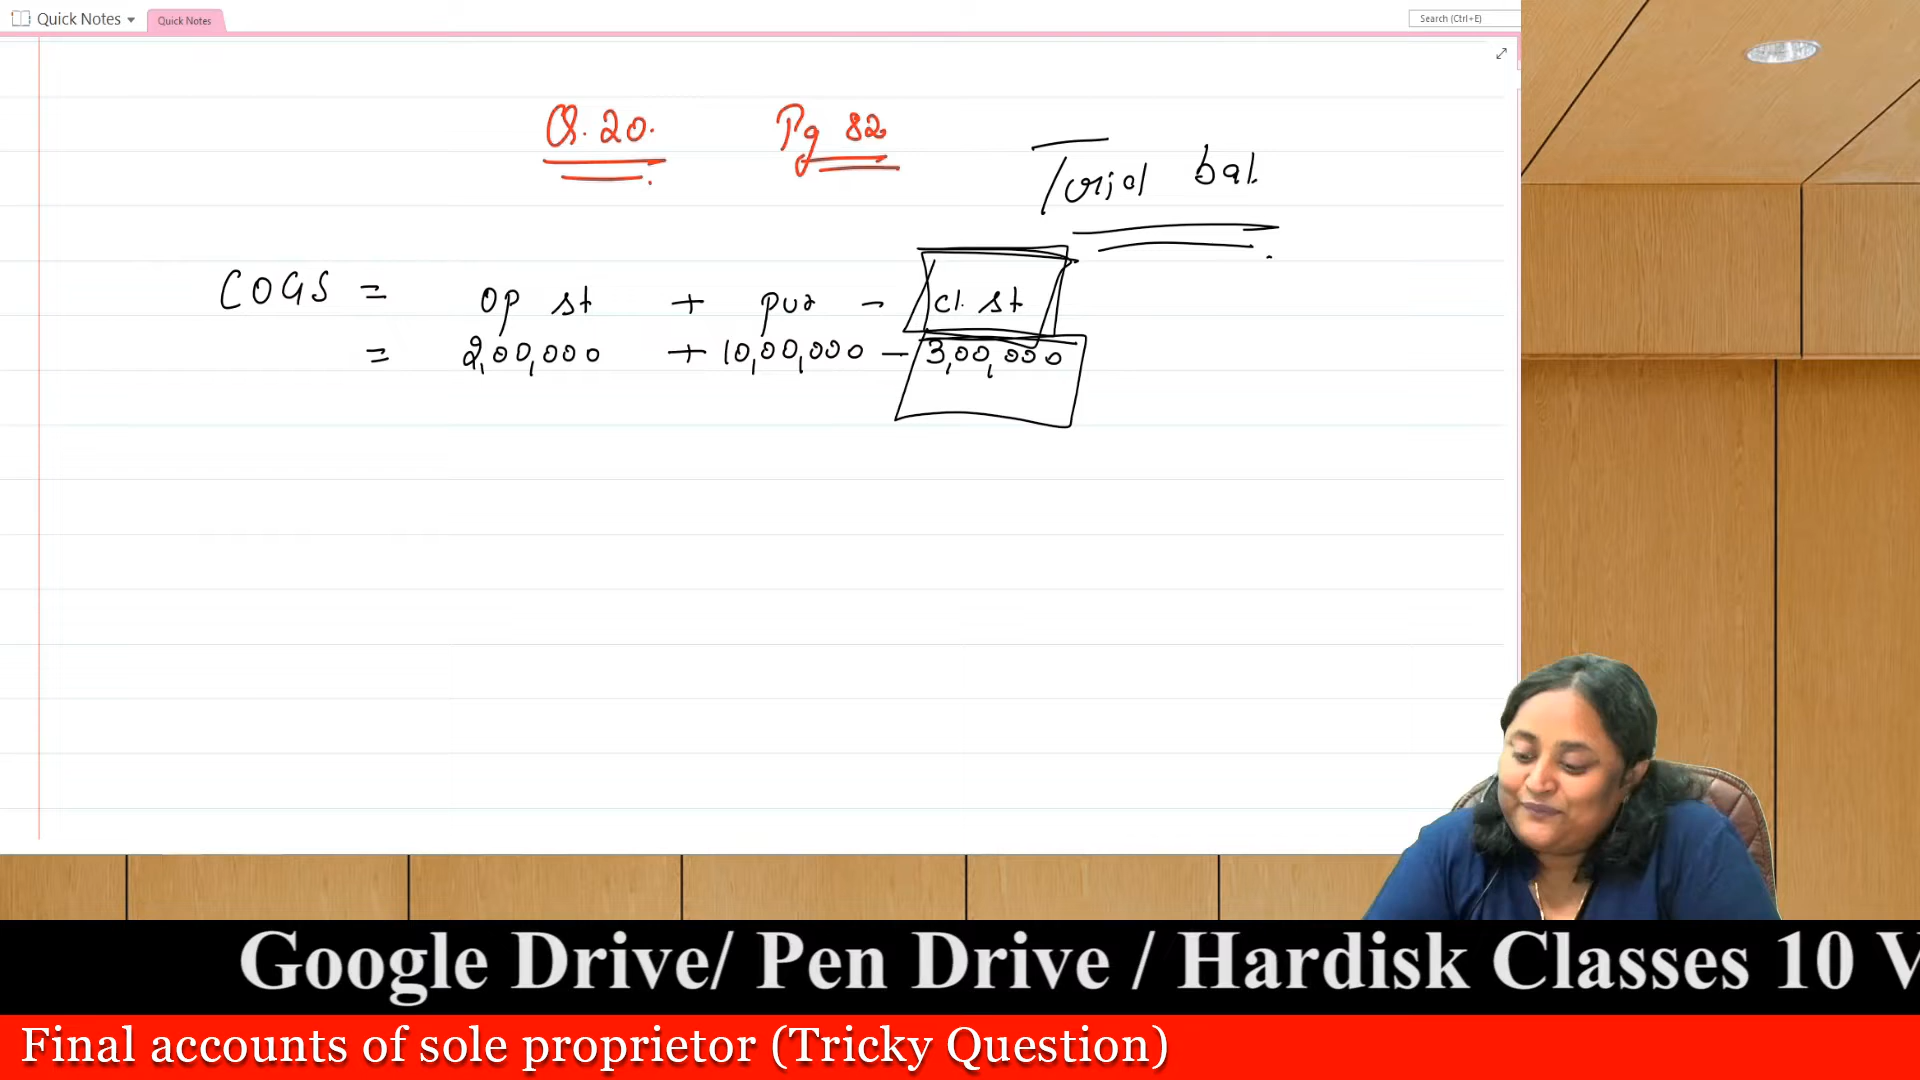 Quick Notes
Quick Notes
Search (Ctrl+E)
Q. 20. Pg 82
Trial bal.
COGS = Op st + pur - cl. st
= 2,00,000 + 10,00,000 - 3,00,000
Google Drive/ Pen Drive / Hardisk Classes 10 V
Final accounts of sole proprietor (Tricky Question)